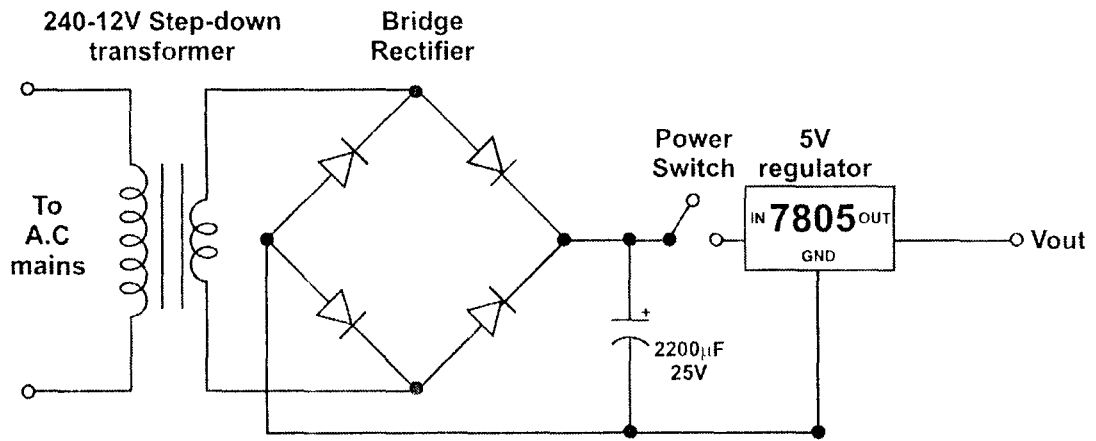 240-12V Step-down
transformer
Bridge
Rectifier
Power
Switch
5V
regulator
To
A.C
mains
IN 7805 OUT
GND
Vout
+
2200µF
25V